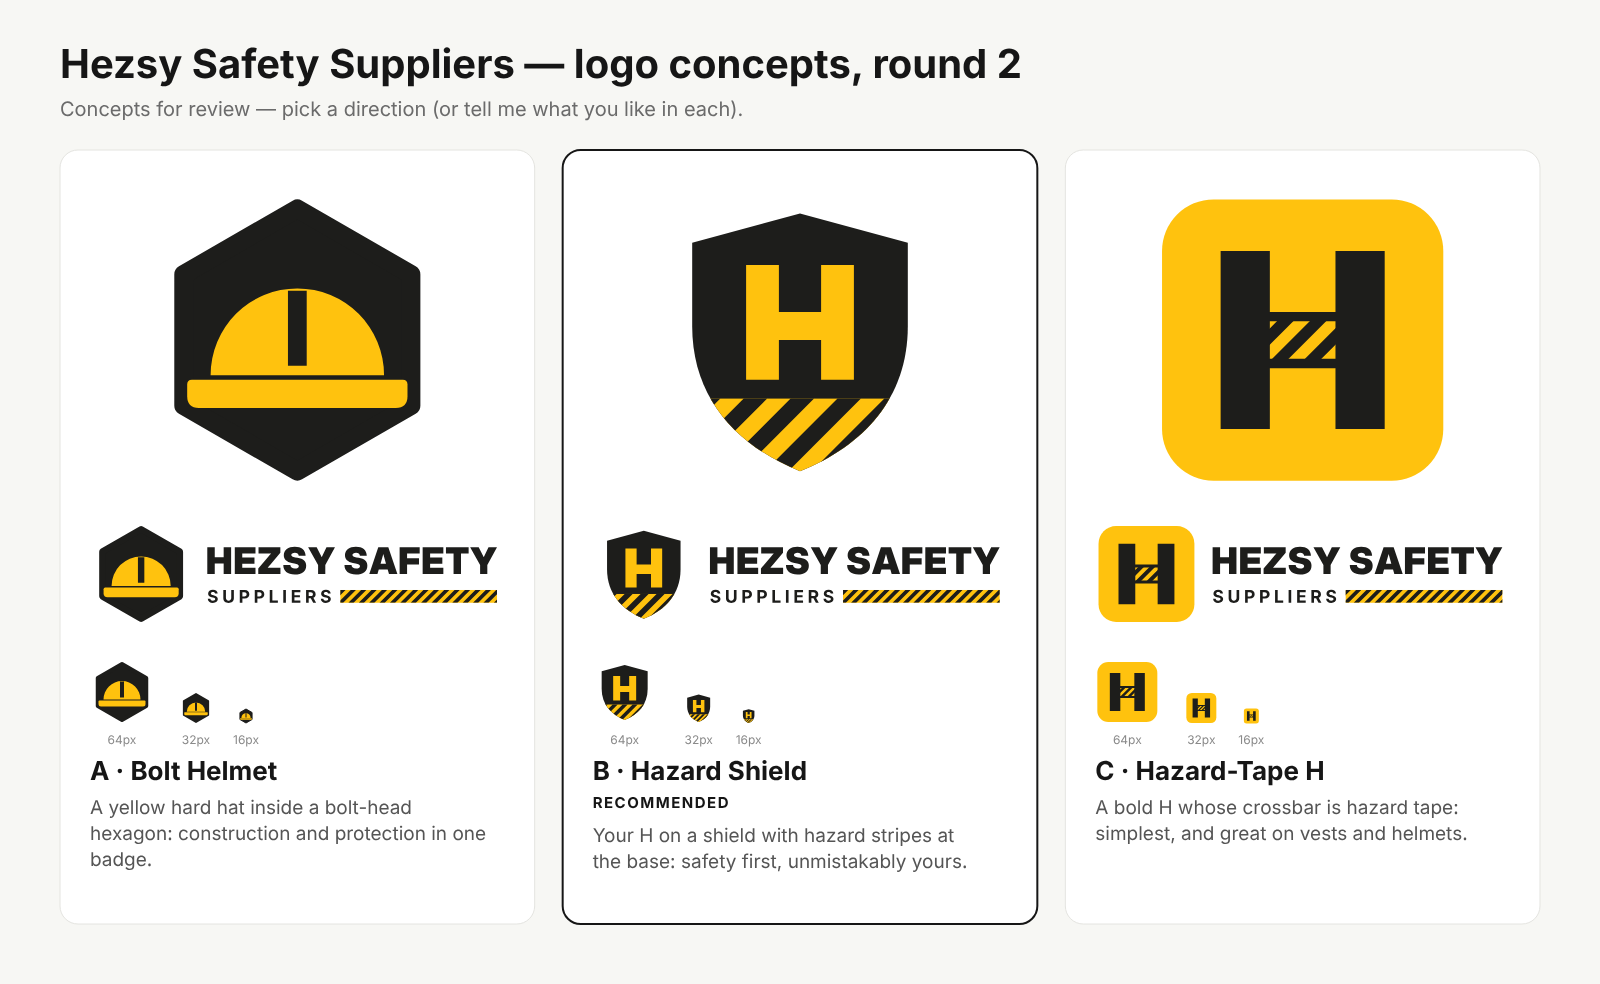 Hezsy Safety Suppliers — logo concepts, round 2
Concepts for review — pick a direction (or tell me what you like in each).
H
H
HEZSY SAFETY
SUPPLIERS
H
HEZSY SAFETY
SUPPLIERS
H
HEZSY SAFETY
SUPPLIERS
H
H
H
H
H
H
64px 32px 16px
64px 32px 16px
64px 32px 16px
A · Bolt Helmet
A yellow hard hat inside a bolt-head
hexagon: construction and protection in one
badge.
B · Hazard Shield
RECOMMENDED
Your H on a shield with hazard stripes at
the base: safety first, unmistakably yours.
C · Hazard-Tape H
A bold H whose crossbar is hazard tape:
simplest, and great on vests and helmets.